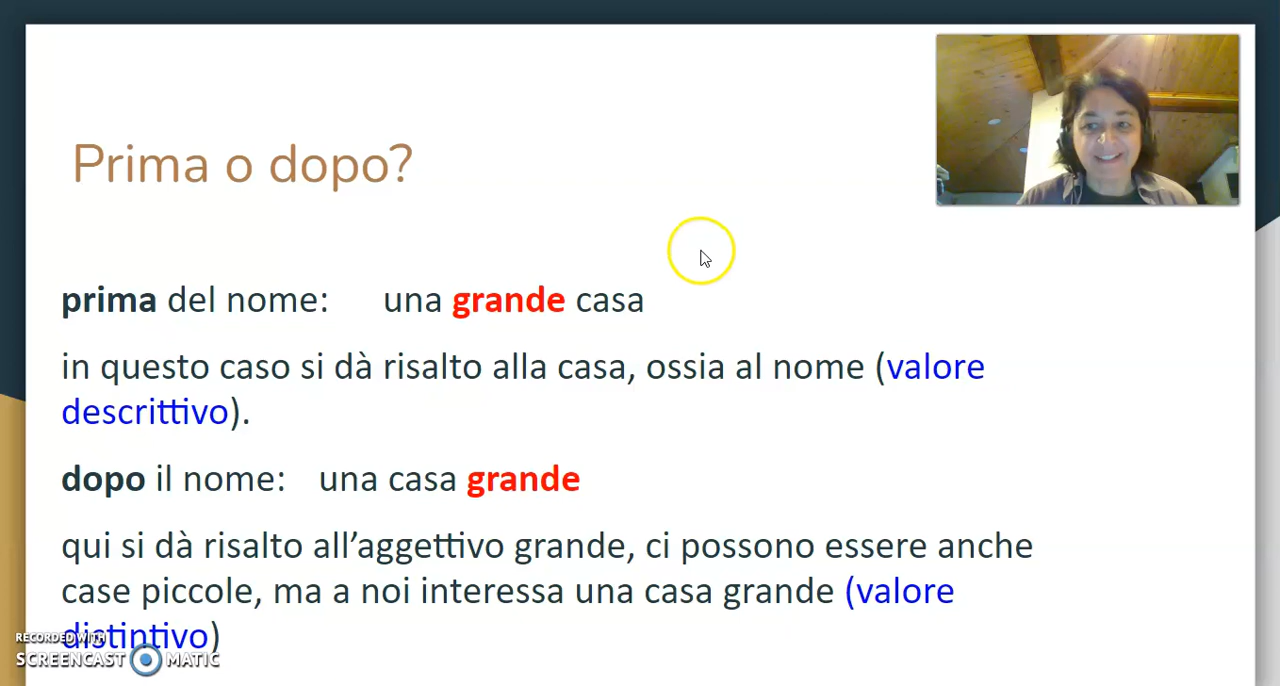 Prima o dopo?
prima del nome: una grande casa
in questo caso si dà risalto alla casa, ossia al nome (valore
descrittivo).
dopo il nome: una casa grande
qui si dà risalto all’aggettivo grande, ci possono essere anche
case piccole, ma a noi interessa una casa grande (valore
distintivo)
RECORDED WITH
SCREENCAST MATIC